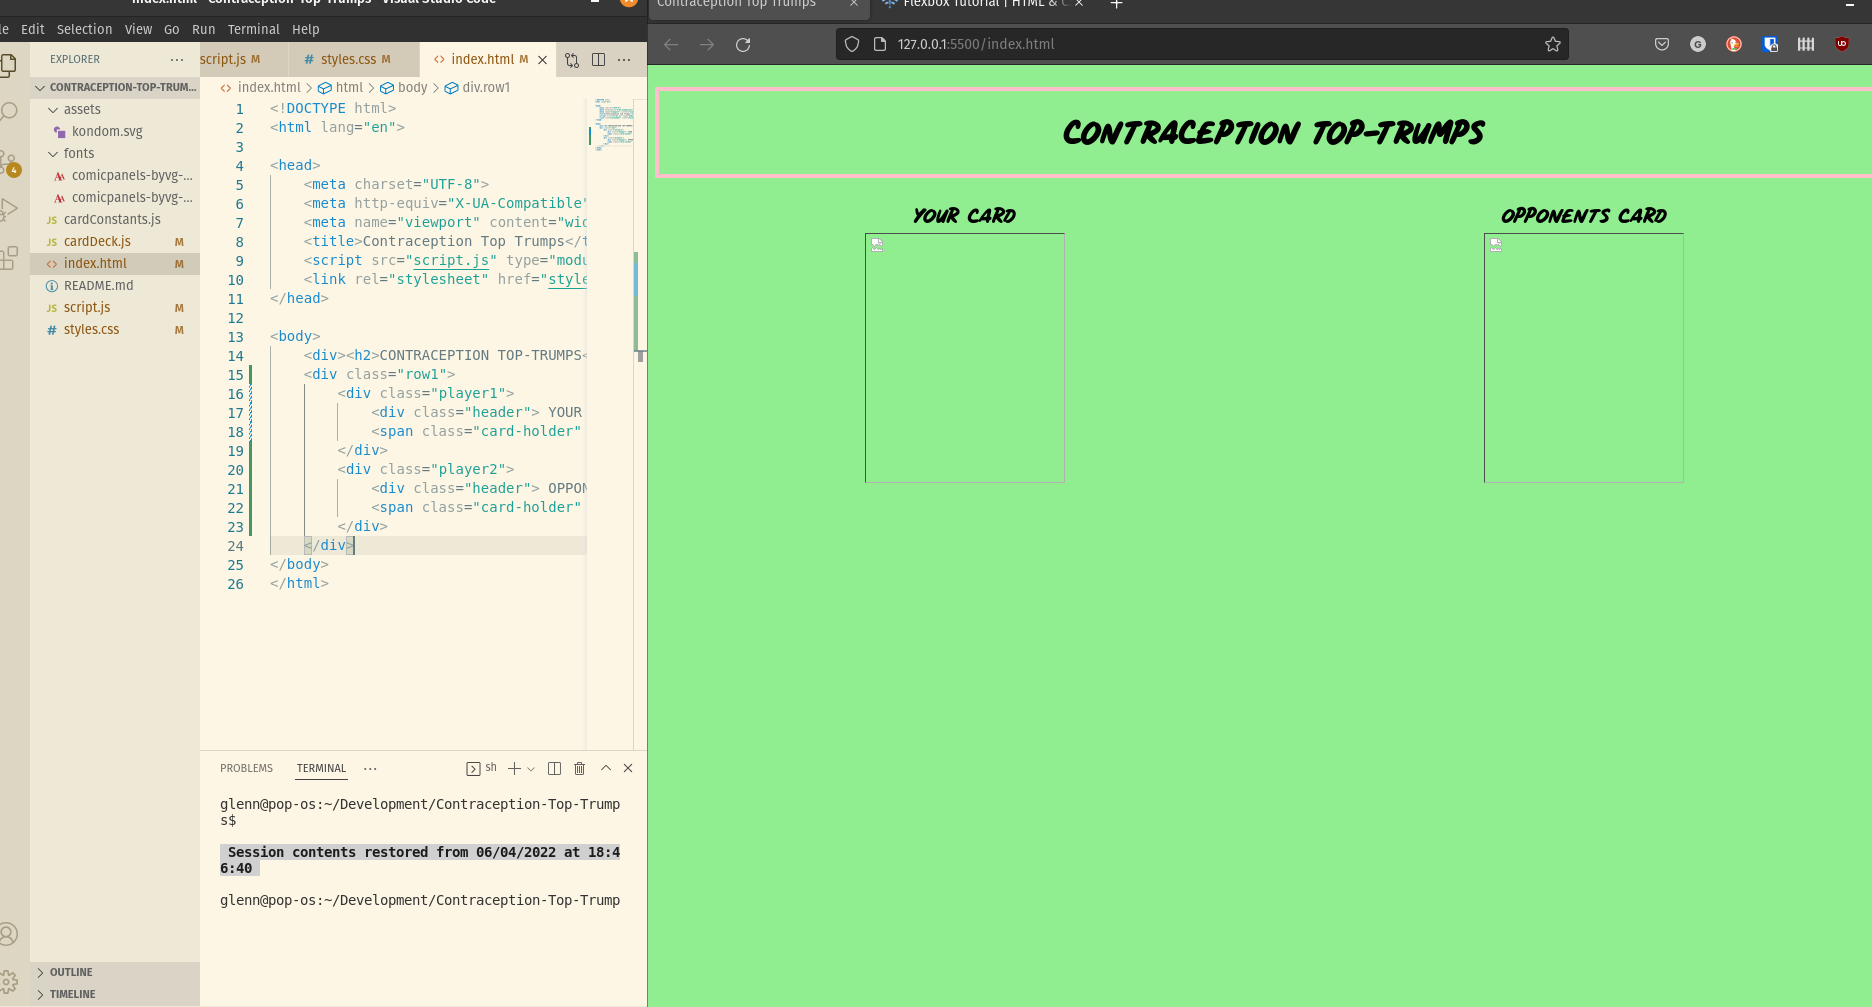 index.html - Contraception-Top-Trumps - Visual Studio Code
Edit Selection View Go Run Terminal Help
EXPLORER
CONTRACEPTION-TOP-TRUM...
assets
kondom.svg
fonts
comicpanels-byvg-...
comicpanels-byvg-...
JS cardConstants.js
JS cardDeck.js M
<> index.html M
README.md
JS script.js M
# styles.css M
OUTLINE
TIMELINE
4
script.js M
# styles.css M
<> index.html M
<> index.html > html > body > div.row1
1 <!DOCTYPE html>
2 <html lang="en">
3
4 <head>
5 <meta charset="UTF-8">
6 <meta http-equiv="X-UA-Compatible"
7 <meta name="viewport" content="wid
8 <title>Contraception Top Trumps</t
9 <script src="script.js" type="modu
10 <link rel="stylesheet" href="style
11 </head>
12
13 <body>
14 <div><h2>CONTRACEPTION TOP-TRUMPS<
15 <div class="row1">
16 <div class="player1">
17 <div class="header"> YOUR
18 <span class="card-holder"
19 </div>
20 <div class="player2">
21 <div class="header"> OPPON
22 <span class="card-holder"
23 </div>
24 </div>
25 </body>
26 </html>
PROBLEMS TERMINAL ... sh
glenn@pop-os:~/Development/Contraception-Top-Trump
s$
Session contents restored from 06/04/2022 at 18:4
6:40
glenn@pop-os:~/Development/Contraception-Top-Trump
Contraception Top Trumps
Flexbox Tutorial | HTML & C
127.0.0.1:5500/index.html
CONTRACEPTION TOP-TRUMPS
YOUR CARD
OPPONENTS CARD